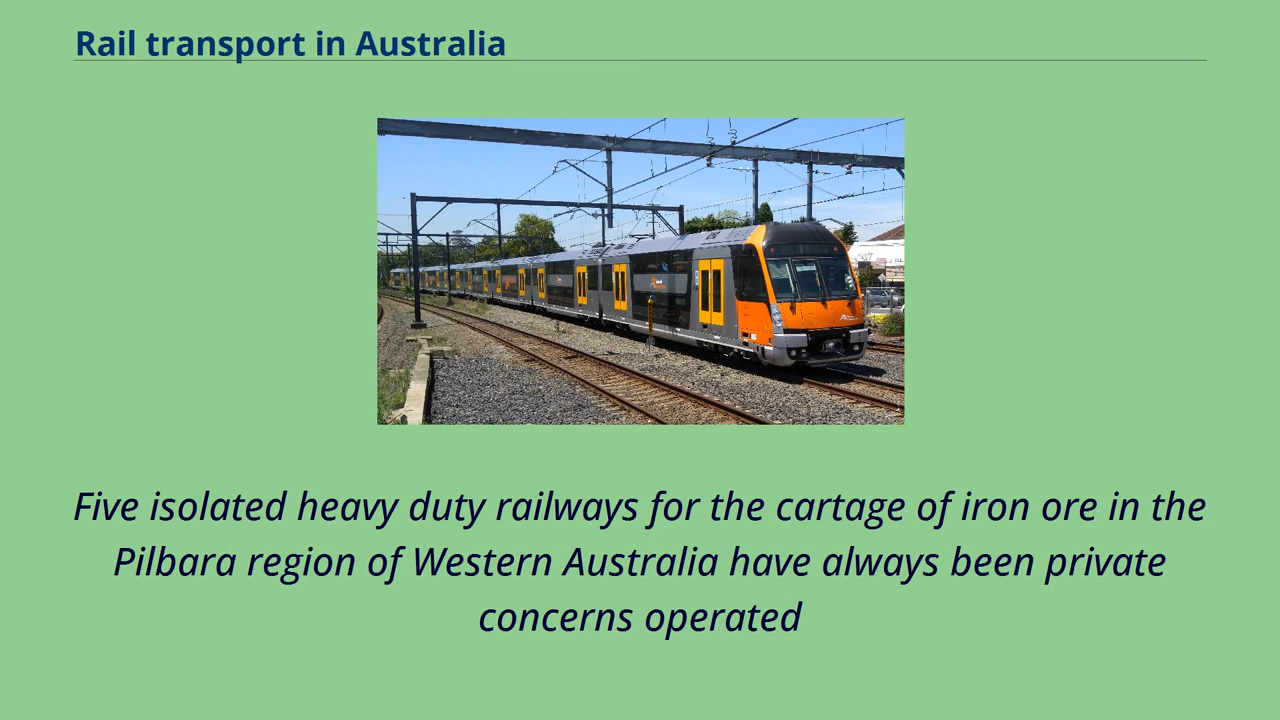 Rail transport in Australia
Five isolated heavy duty railways for the cartage of iron ore in the
Pilbara region of Western Australia have always been private
concerns operated